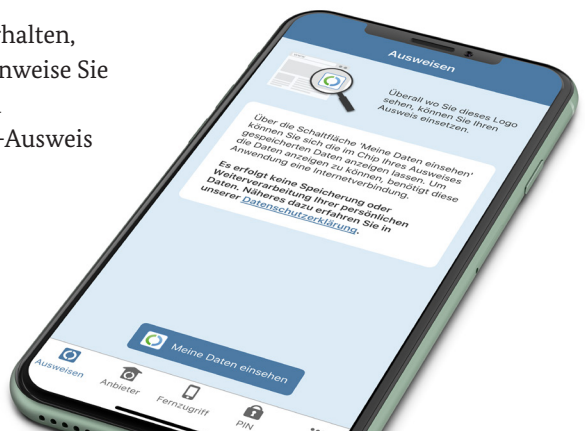 rhalten,
nweise Sie
-Ausweis
Ausweisen
Überall wo Sie dieses Logo
sehen, können Sie Ihren
Ausweis einsetzen.
Über die Schaltfläche 'Meine Daten einsehen'
können Sie sich die im Chip Ihres Ausweises
gespeicherten Daten anzeigen lassen. Um
die Daten anzeigen zu können, benötigt diese
Anwendung eine Internetverbindung.
Es erfolgt keine Speicherung oder
Weiterverarbeitung Ihrer persönlichen
Daten. Näheres dazu erfahren Sie in
unserer Datenschutzerklärung.
Meine Daten einsehen
Ausweisen
Anbieter
Fernzugriff
PIN